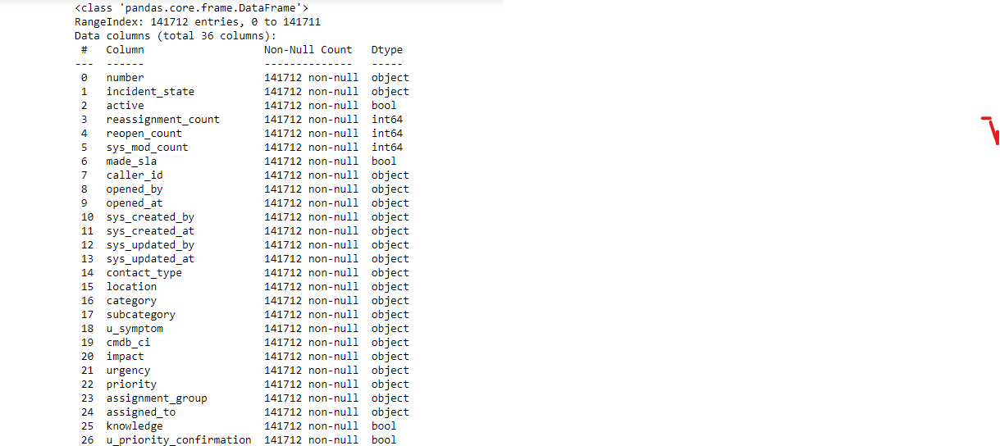 <class 'pandas.core.frame.DataFrame'>
RangeIndex: 141712 entries, 0 to 141711
Data columns (total 36 columns):
 #   Column                   Non-Null Count   Dtype
---  ------                   --------------   -----
 0   number                   141712 non-null  object
 1   incident_state           141712 non-null  object
 2   active                   141712 non-null  bool
 3   reassignment_count       141712 non-null  int64
 4   reopen_count             141712 non-null  int64
 5   sys_mod_count            141712 non-null  int64
 6   made_sla                 141712 non-null  bool
 7   caller_id                141712 non-null  object
 8   opened_by                141712 non-null  object
 9   opened_at                141712 non-null  object
 10  sys_created_by           141712 non-null  object
 11  sys_created_at           141712 non-null  object
 12  sys_updated_by           141712 non-null  object
 13  sys_updated_at           141712 non-null  object
 14  contact_type             141712 non-null  object
 15  location                 141712 non-null  object
 16  category                 141712 non-null  object
 17  subcategory              141712 non-null  object
 18  u_symptom                141712 non-null  object
 19  cmdb_ci                  141712 non-null  object
 20  impact                   141712 non-null  object
 21  urgency                  141712 non-null  object
 22  priority                 141712 non-null  object
 23  assignment_group         141712 non-null  object
 24  assigned_to              141712 non-null  object
 25  knowledge                141712 non-null  bool
 26  u_priority_confirmation  141712 non-null  bool